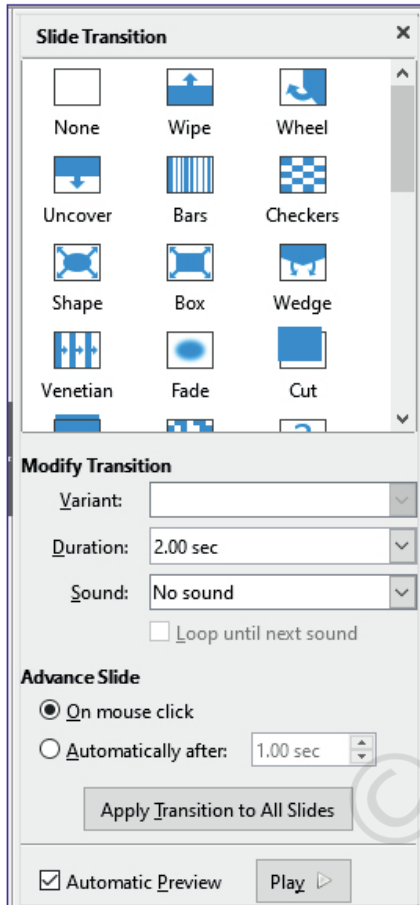 Slide Transition
None Wipe Wheel
Uncover Bars Checkers
Shape Box Wedge
Venetian Fade Cut
Modify Transition
Variant:
Duration: 2.00 sec
Sound: No sound
Loop until next sound
Advance Slide
On mouse click
Automatically after: 1.00 sec
Apply Transition to All Slides
Automatic Preview Play